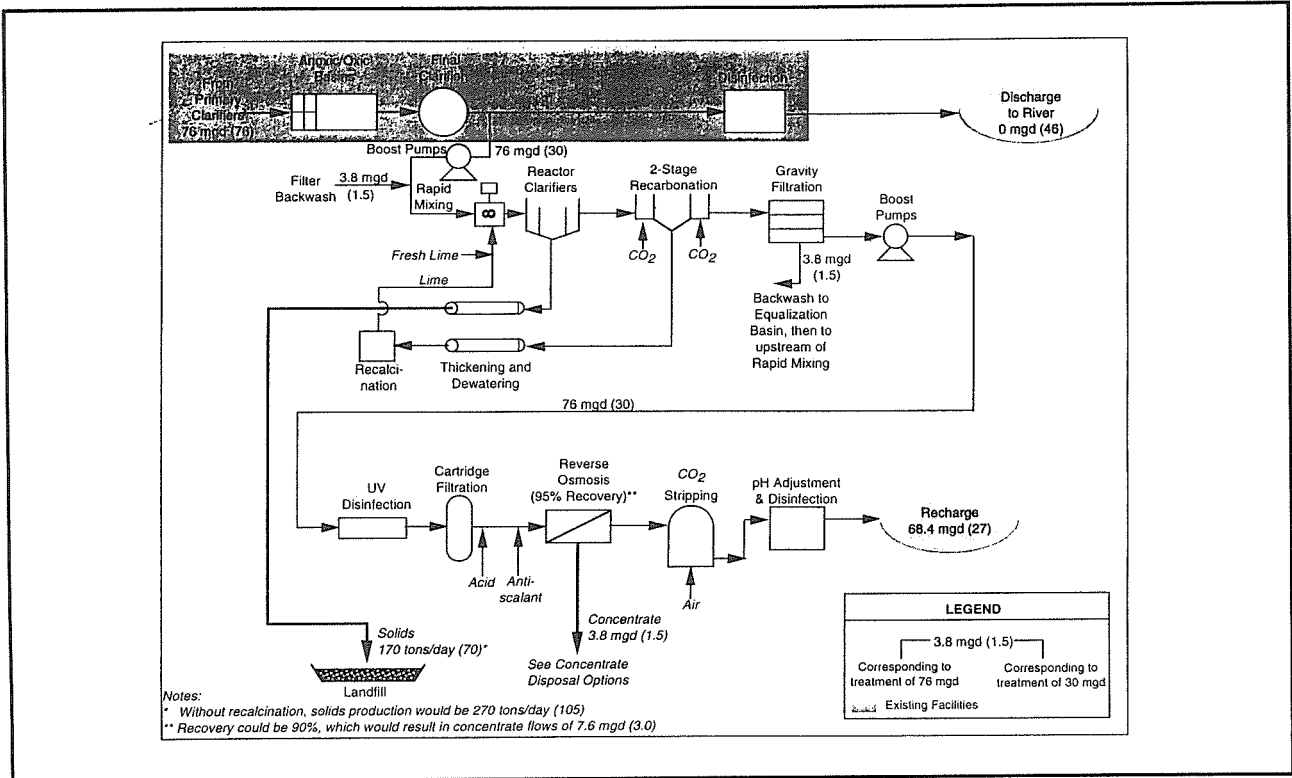 Anoxic/Oxic
Basins
Final
Clarifier
Disinfection
(From
Primary
Clarifiers)
76 mgd (76)
Discharge
to River
0 mgd (46)
Boost Pumps
76 mgd (30)
Filter
Backwash
3.8 mgd
(1.5)
Rapid
Mixing
Reactor
Clarifiers
2-Stage
Recarbonation
Gravity
Filtration
Boost
Pumps
Fresh Lime
Lime
CO2
CO2
3.8 mgd
(1.5)
Backwash to
Equalization
Basin, then to
upstream of
Rapid Mixing
Recalci-
nation
Thickening and
Dewatering
76 mgd (30)
UV
Disinfection
Cartridge
Filtration
Reverse
Osmosis
(95% Recovery)**
CO2
Stripping
pH Adjustment
& Disinfection
Recharge
68.4 mgd (27)
Acid
Anti-
scalant
Air
Concentrate
3.8 mgd (1.5)
See Concentrate
Disposal Options
Solids
170 tons/day (70)*
Landfill
LEGEND
3.8 mgd (1.5)
Corresponding to
treatment of 76 mgd
Corresponding to
treatment of 30 mgd
Existing Facilities
Notes:
* Without recalcination, solids production would be 270 tons/day (105)
** Recovery could be 90%, which would result in concentrate flows of 7.6 mgd (3.0)